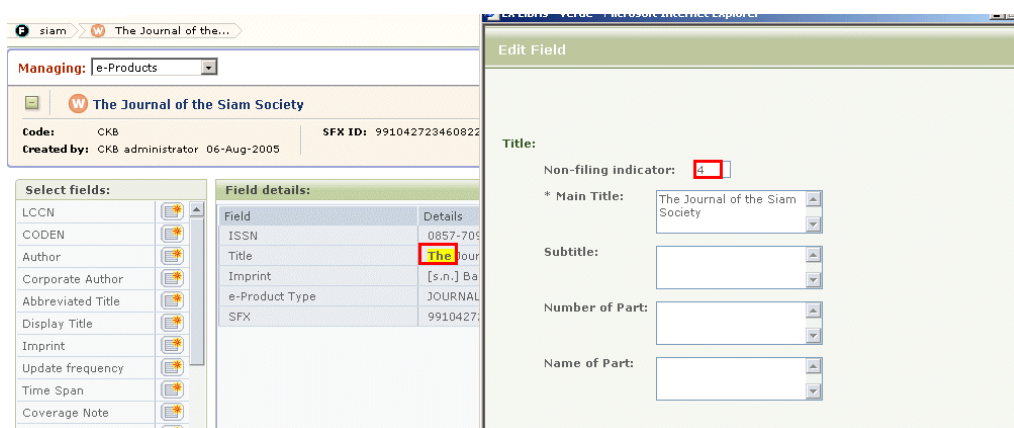 siam
The Journal of the...
Managing: e-Products
The Journal of the Siam Society
Code: CKB
SFX ID: 991042723460822
Created by: CKB administrator 06-Aug-2005
Select fields:
LCCN
CODEN
Author
Corporate Author
Abbreviated Title
Display Title
Imprint
Update frequency
Time Span
Coverage Note
Field details:
Field Details
ISSN 0857-709
Title The Jour
Imprint [s.n.] Ba
e-Product Type JOURNAL
SFX 9910427
Ex Libris - Verde - Microsoft Internet Explorer
Edit Field
Title:
Non-filing indicator: 4
* Main Title: The Journal of the Siam
Society
Subtitle:
Number of Part:
Name of Part: